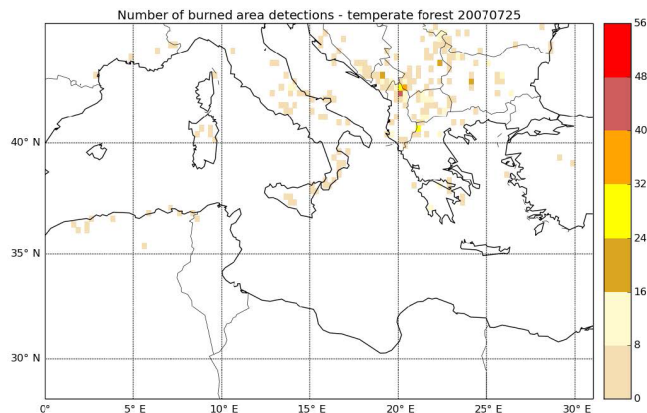 Number of burned area detections - temperate forest 20070725
56
48
40
32
24
16
8
0
40° N
35° N
30° N
0° 5° E 10° E 15° E 20° E 25° E 30° E